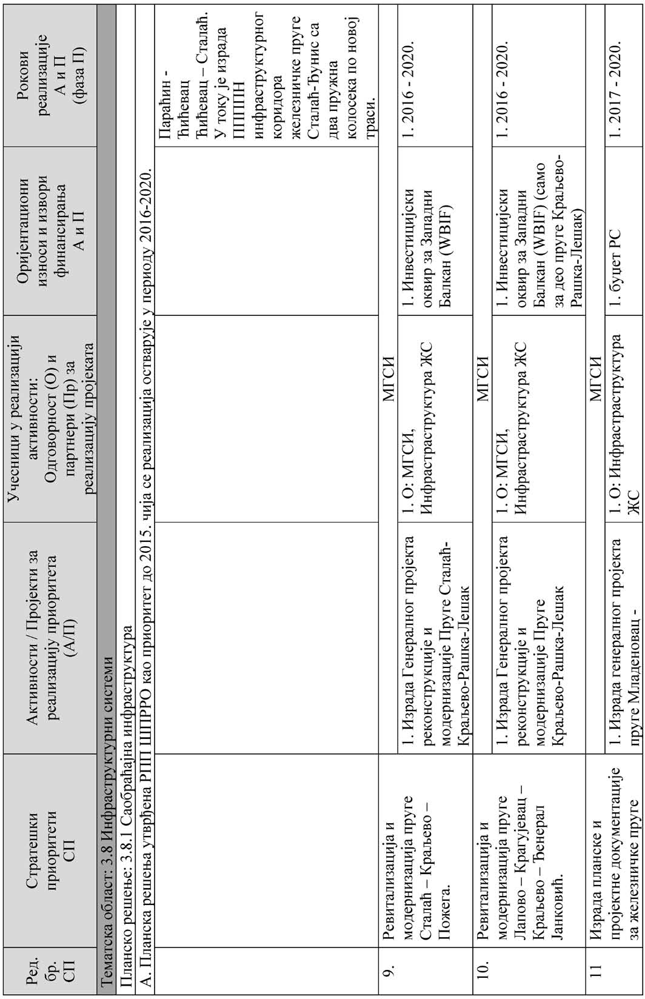 Ред.
бр.
СП
Стратешки
приоритети
СП
Активности / Пројекти за
реализацију приоритета
(А/П)
Учесници у реализацији
активности:
Одговорност (О) и
партнери (Пр) за
реализацију пројеката
Оријентациони
износи и извори
финансирања
А и П
Рокови
реализације
А и П
(фаза П)
Тематска област: 3.8 Инфраструктурни системи
Планско решење: 3.8.1 Саобраћајна инфраструктура
А. Планска решења утврђена РПП ШПРРО као приоритет до 2015. чија се реализација остварује у периоду 2016-2020.
Параћин -
Ћићевац
Ћићевац – Сталаћ.
У току је израда
ПППΠΗ
инфраструктурног
коридора
железничке пруге
Сталаћ-Ђунис са
два пружна
колосека по новој
траси.
9.
Ревитализација и
модернизација пруге
Сталаћ – Краљево –
Пожега.
МГСИ
1. Израда Генералног пројекта
реконструкције и
модернизације Пруге Сталаћ-
Краљево-Рашка-Лешак
1. О: МГСИ,
Инфрастраструктура ЖС
1. Инвестицијски
оквир за Западни
Балкан (WBIF)
1. 2016 - 2020.
10.
Ревитализација и
модернизација пруге
Лапово – Крагујевац –
Краљево – Ђенерал
Јанковић.
МГСИ
1. Израда Генералног пројекта
реконструкције и
модернизације Пруге
Краљево-Рашка-Лешак
1. О: МГСИ,
Инфрастраструктура ЖС
1. Инвестицијски
оквир за Западни
Балкан (WBIF) (само
за део пруге Краљево-
Рашка-Лешак)
1. 2016 - 2020.
11
Израда планске и
пројектне документације
за железничке пруге
МГСИ
1. Израда генералног пројекта
пруге Младеновац -
1. О: Инфрастраструктура
ЖС
1. буџет РС
1. 2017 - 2020.